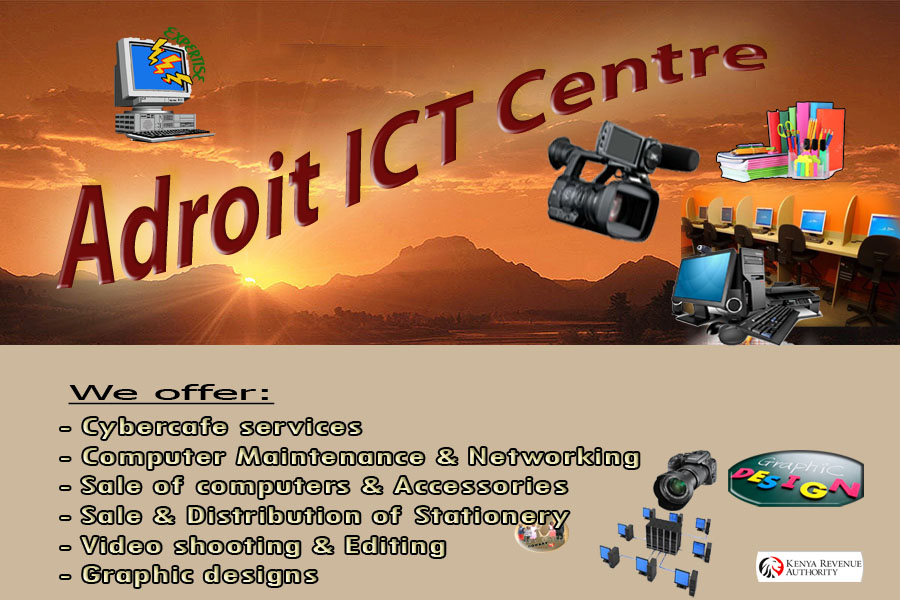 EXPERTISE
Adroit ICT Centre
We offer:
- Cybercafe services
- Computer Maintenance & Networking
- Sale of computers & Accessories
- Sale & Distribution of Stationery
- Video shooting & Editing
- Graphic designs
GraphiC
DESIGN
KENYA REVENUE
AUTHORITY